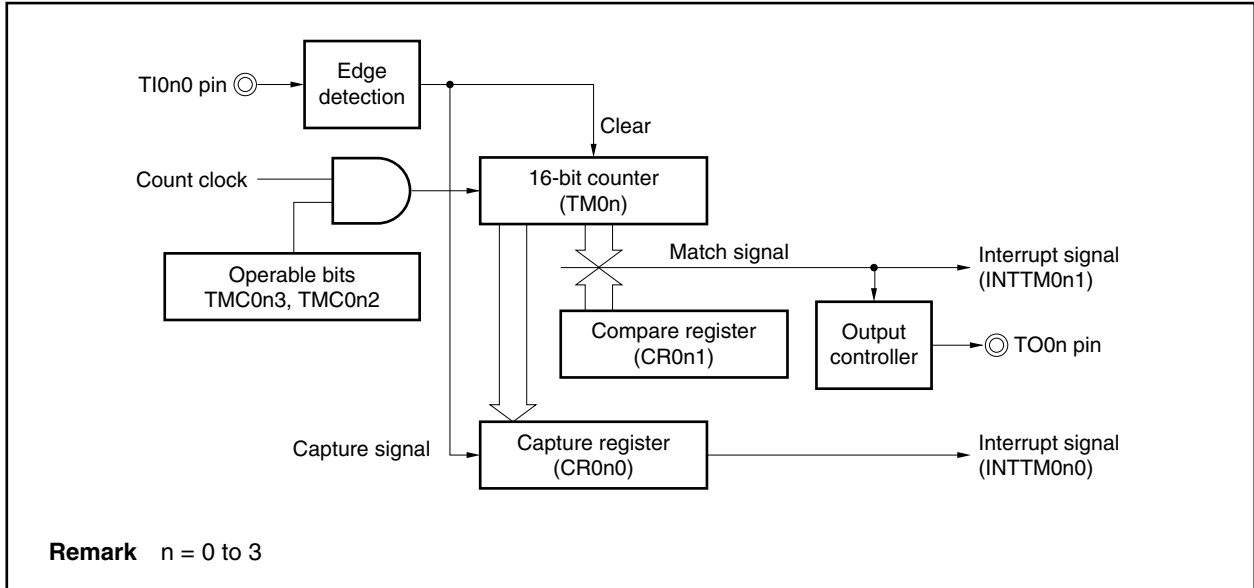 TI0n0 pin
Edge
detection
Clear
Count clock
16-bit counter
(TM0n)
Operable bits
TMC0n3, TMC0n2
Match signal
Interrupt signal
(INTTM0n1)
Compare register
(CR0n1)
Output
controller
TO0n pin
Capture signal
Capture register
(CR0n0)
Interrupt signal
(INTTM0n0)
Remark n = 0 to 3